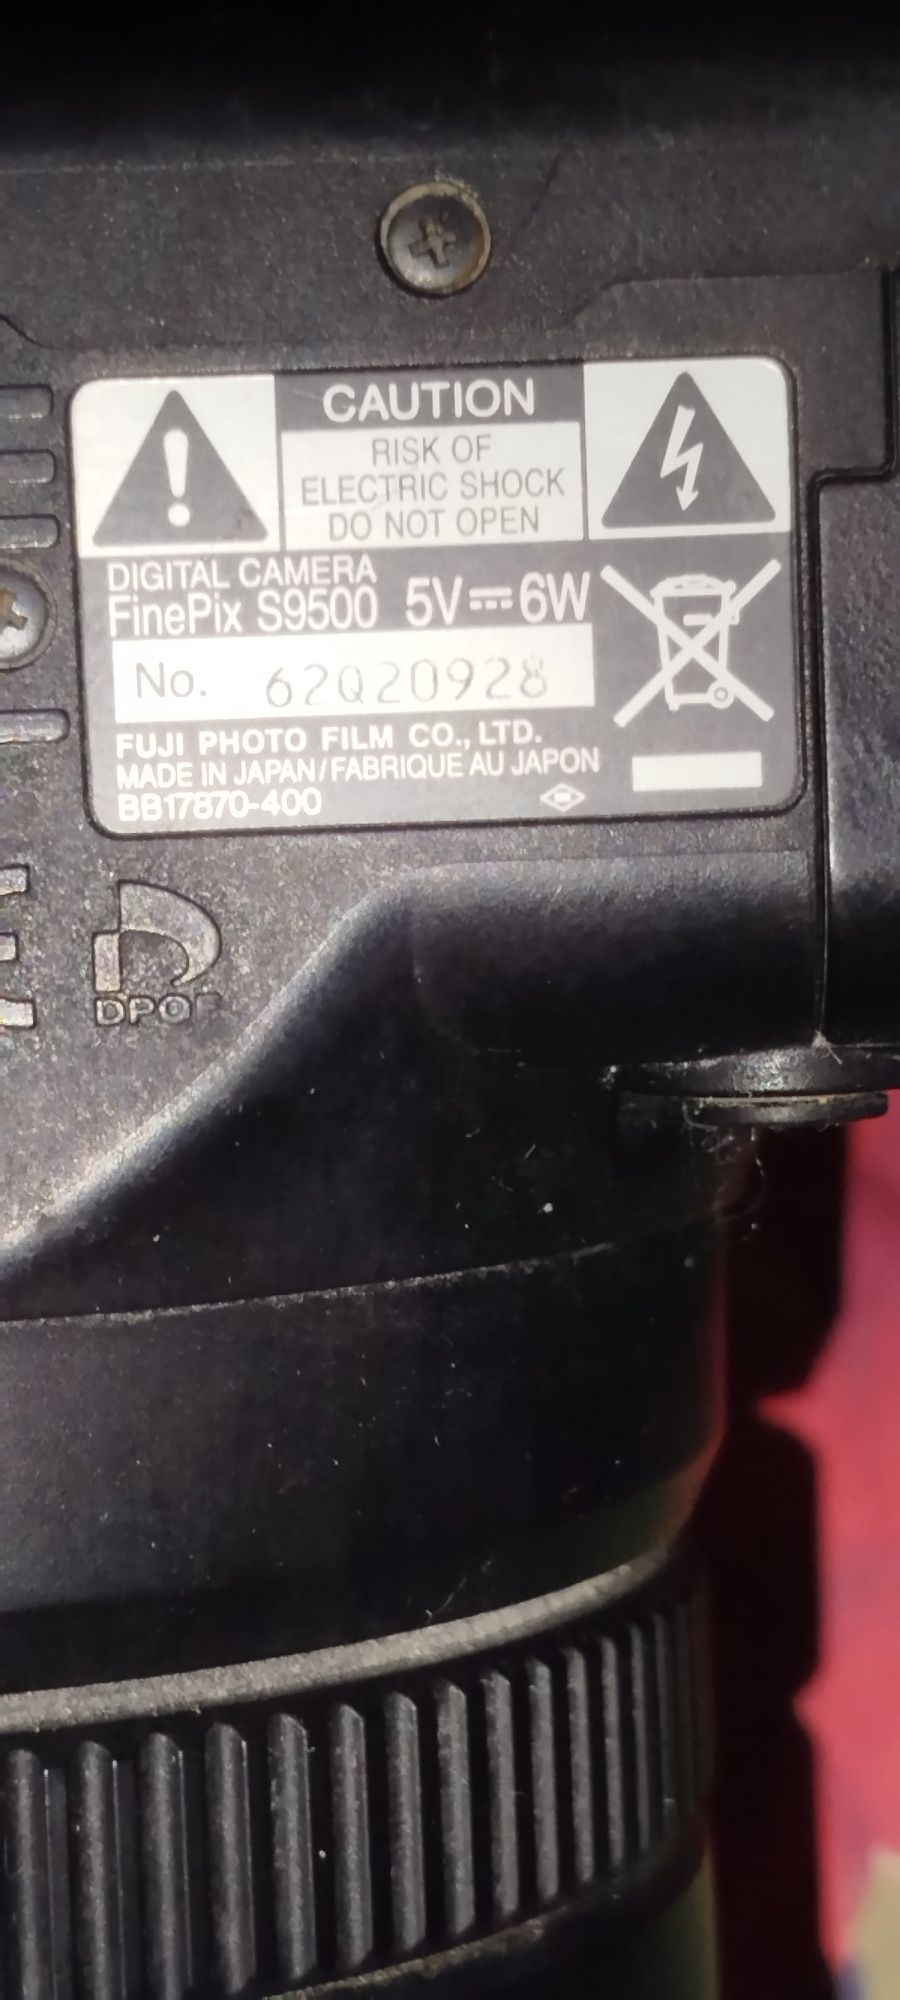 CAUTION
RISK OF
ELECTRIC SHOCK
DO NOT OPEN
DIGITAL CAMERA
FinePix S9500 5V⎓6W
No. 62Q20928
FUJI PHOTO FILM CO., LTD.
MADE IN JAPAN/FABRIQUE AU JAPON
BB17870-400
DPOF